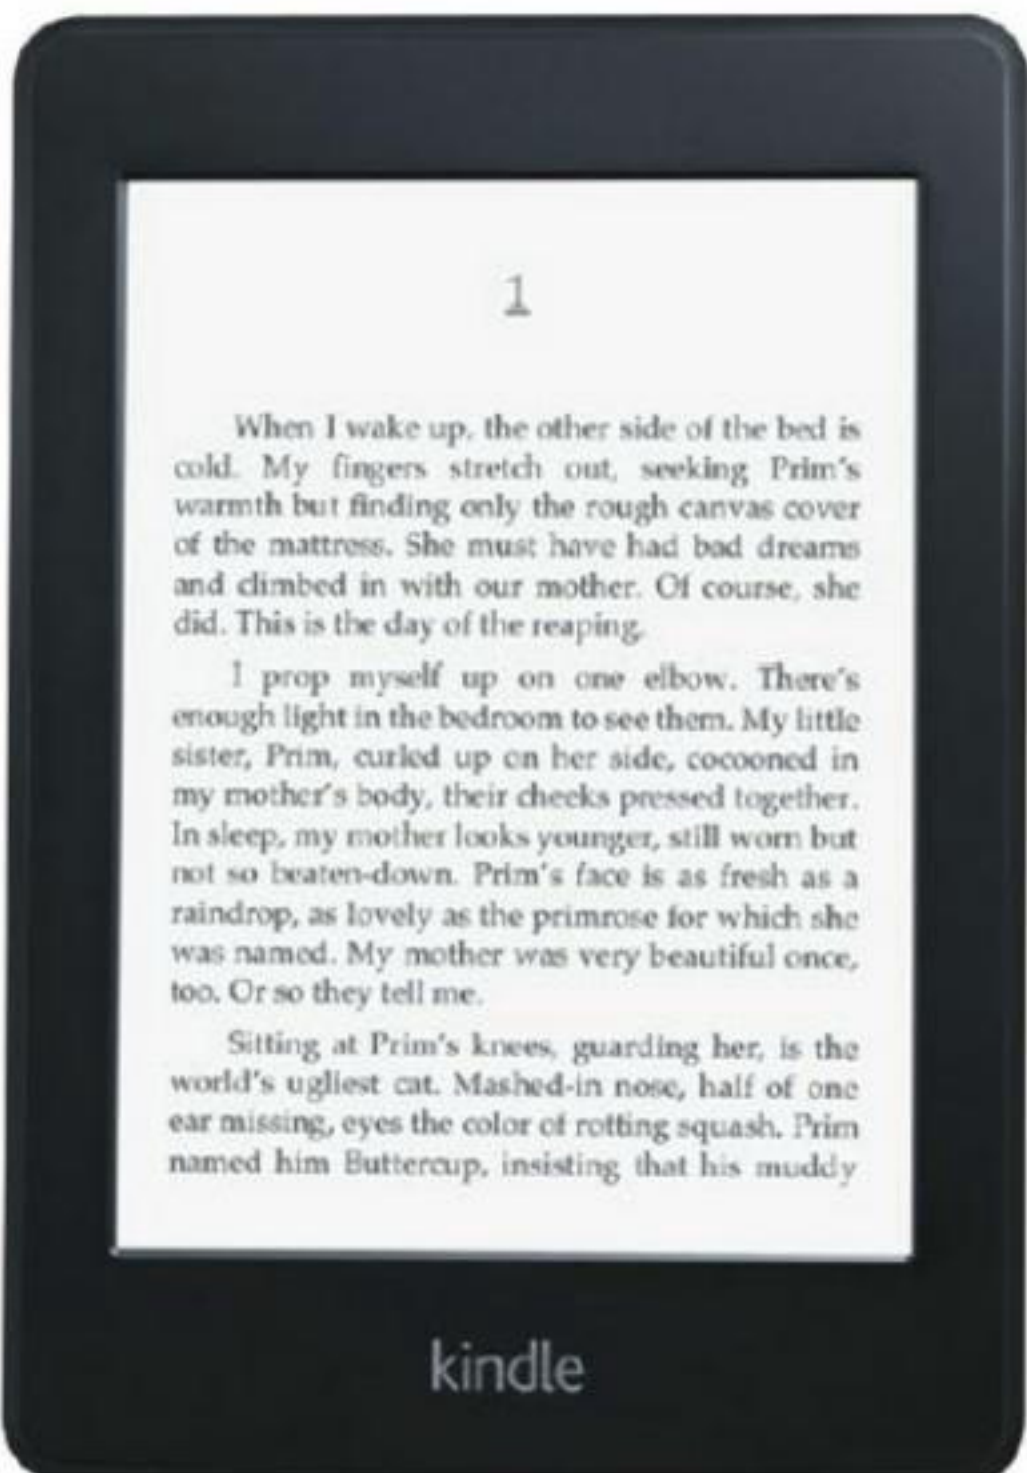 1
When I wake up, the other side of the bed is
cold. My fingers stretch out, seeking Prim's
warmth but finding only the rough canvas cover
of the mattress. She must have had bad dreams
and climbed in with our mother. Of course, she
did. This is the day of the reaping.
I prop myself up on one elbow. There's
enough light in the bedroom to see them. My little
sister, Prim, curled up on her side, cocooned in
my mother's body, their cheeks pressed together.
In sleep, my mother looks younger, still worn but
not so beaten-down. Prim's face is as fresh as a
raindrop, as lovely as the primrose for which she
was named. My mother was very beautiful once,
too. Or so they tell me.
Sitting at Prim's knees, guarding her, is the
world's ugliest cat. Mashed-in nose, half of one
ear missing, eyes the color of rotting squash. Prim
named him Buttercup, insisting that his muddy
kindle